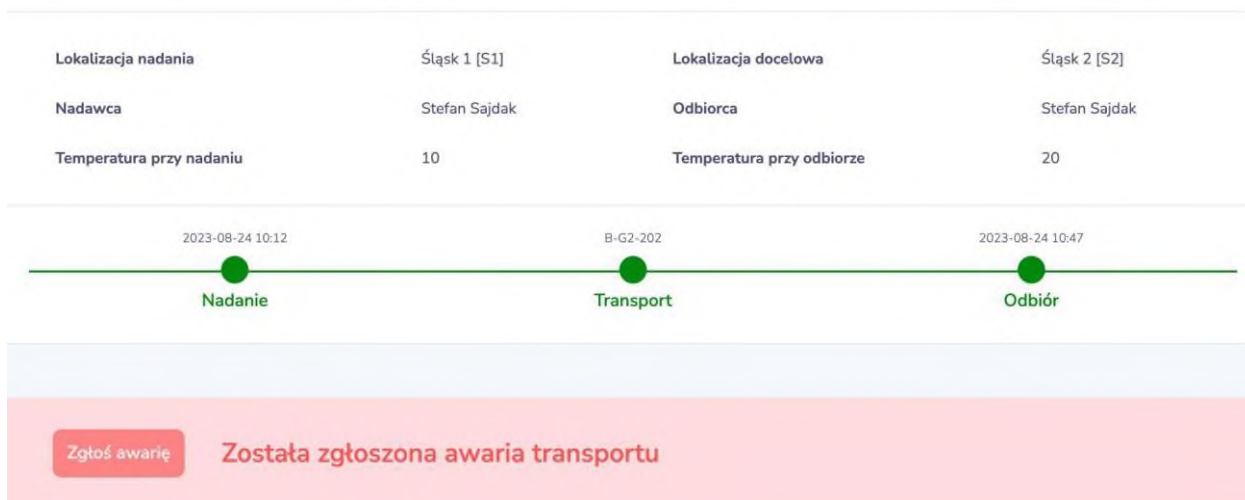 Lokalizacja nadania Śląsk 1 [S1] Lokalizacja docelowa Śląsk 2 [S2]
Nadawca Stefan Sajdak Odbiorca Stefan Sajdak
Temperatura przy nadaniu 10 Temperatura przy odbiorze 20
2023-08-24 10:12 B-G2-202 2023-08-24 10:47
Nadanie Transport Odbiór
Zgłoś awarię Została zgłoszona awaria transportu